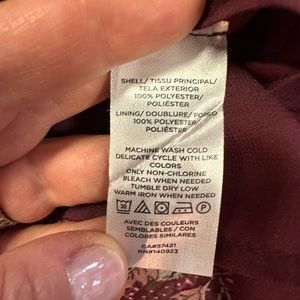 SHELL/ TISSU PRINCIPAL/
TELA EXTERIOR
100% POLYESTER/
POLIÉSTER
LINING/ DOUBLURE/ FORRO
100% POLYESTER/
POLIÉSTER
MACHINE WASH COLD
DELICATE CYCLE WITH LIKE
COLORS
ONLY NON-CHLORINE
BLEACH WHEN NEEDED
TUMBLE DRY LOW
WARM IRON WHEN NEEDED
AVEC DES COULEURS
SEMBLABLES / CON
COLORES SIMILARES
CA#57421
RN#140923